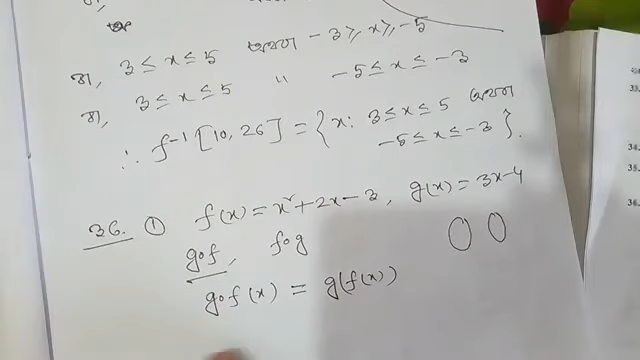 বা, 3 ≤ x ≤ 5 অথবা -3 ≥ x ≥ -5
বা, 3 ≤ x ≤ 5 " -5 ≤ x ≤ -3
∴ f⁻¹[10, 26] = {x: 3 ≤ x ≤ 5 অথবা
-5 ≤ x ≤ -3}.
36. ① f(x) = x² + 2x - 3, g(x) = 3x-4
gof, fog
gof(x) = g(f(x))